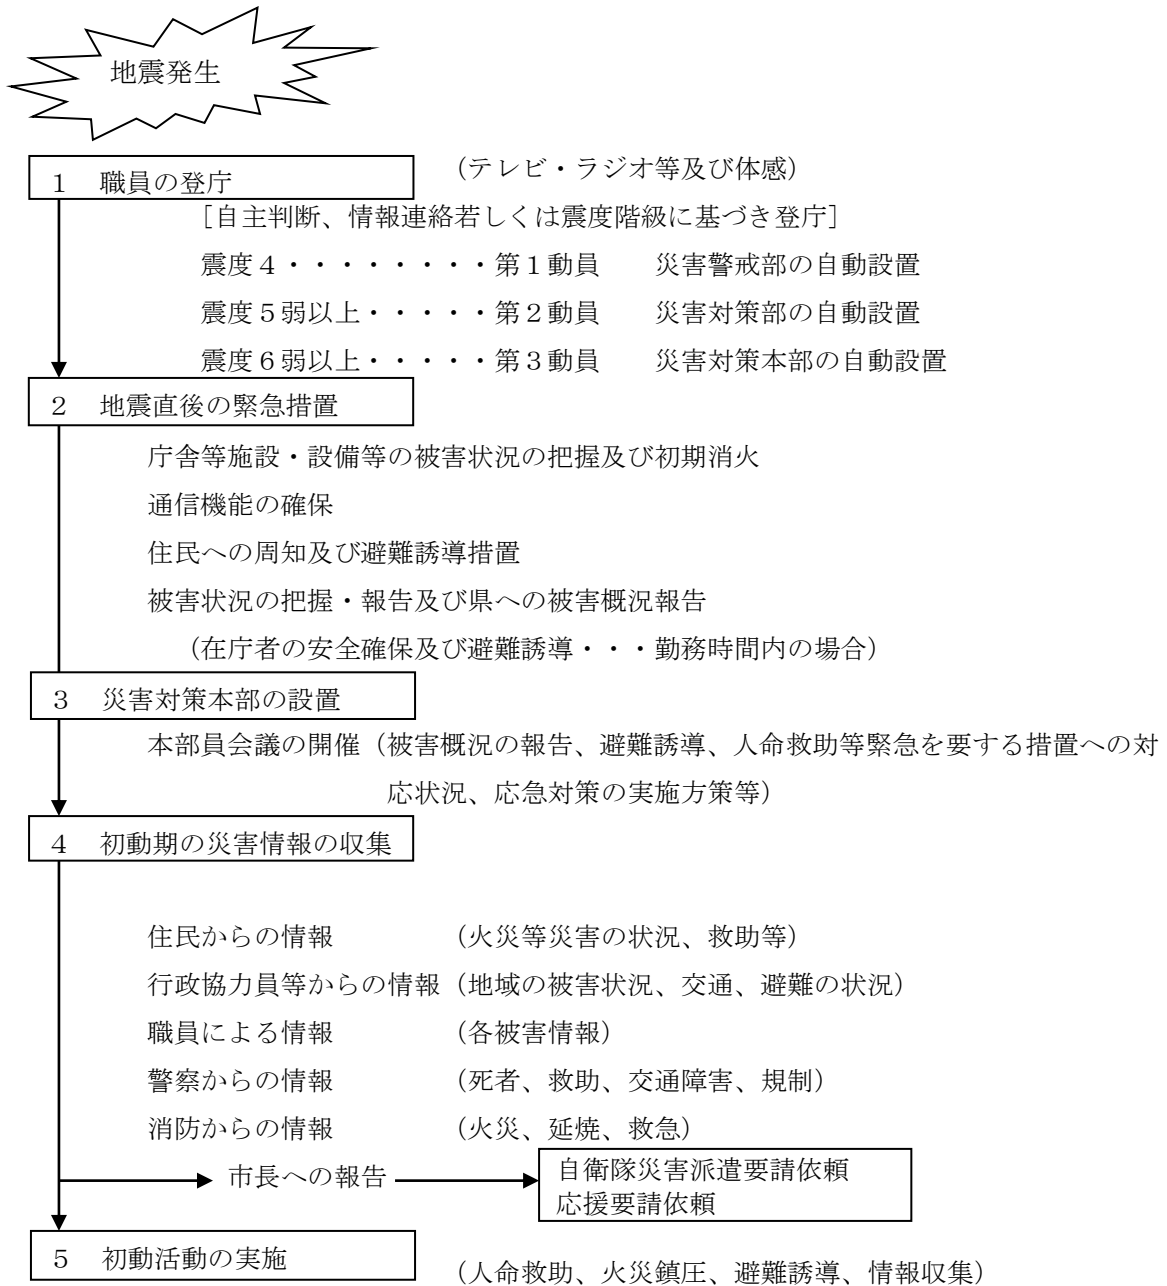 地震発生
1 職員の登庁 （テレビ・ラジオ等及び体感）
［自主判断、情報連絡若しくは震度階級に基づき登庁］
震度４・・・・・・・・第１動員 災害警戒部の自動設置
震度５弱以上・・・・・第２動員 災害対策部の自動設置
震度６弱以上・・・・・第３動員 災害対策本部の自動設置
2 地震直後の緊急措置
庁舎等施設・設備等の被害状況の把握及び初期消火
通信機能の確保
住民への周知及び避難誘導措置
被害状況の把握・報告及び県への被害概況報告
（在庁者の安全確保及び避難誘導・・・勤務時間内の場合）
3 災害対策本部の設置
本部員会議の開催（被害概況の報告、避難誘導、人命救助等緊急を要する措置への対
応状況、応急対策の実施方策等）
4 初動期の災害情報の収集
住民からの情報 （火災等災害の状況、救助等）
行政協力員等からの情報（地域の被害状況、交通、避難の状況）
職員による情報 （各被害情報）
警察からの情報 （死者、救助、交通障害、規制）
消防からの情報 （火災、延焼、救急）
市長への報告
自衛隊災害派遣要請依頼
応援要請依頼
5 初動活動の実施
（人命救助、火災鎮圧、避難誘導、情報収集）